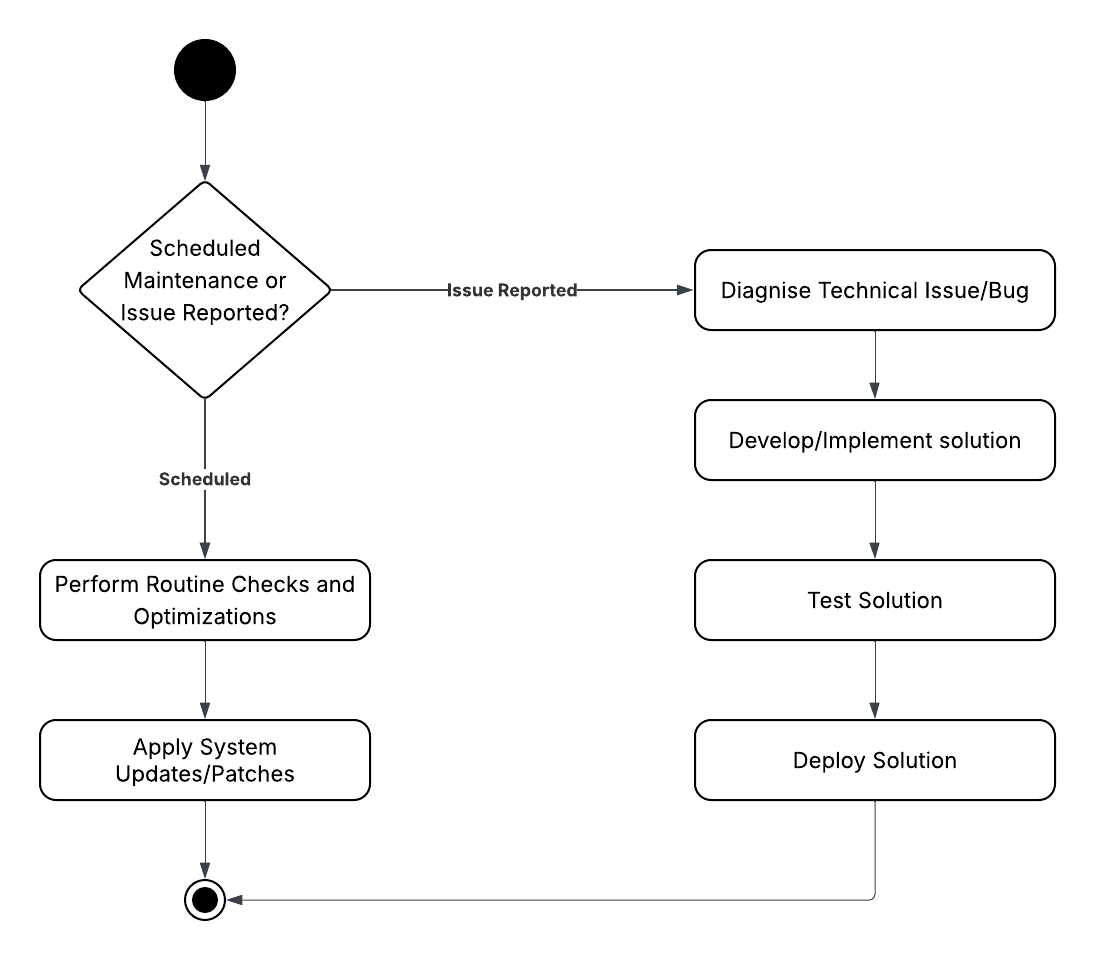 Scheduled
Maintenance or
Issue Reported?
Issue Reported
Diagnise Technical Issue/Bug
Develop/Implement solution
Scheduled
Perform Routine Checks and
Optimizations
Test Solution
Apply System
Updates/Patches
Deploy Solution